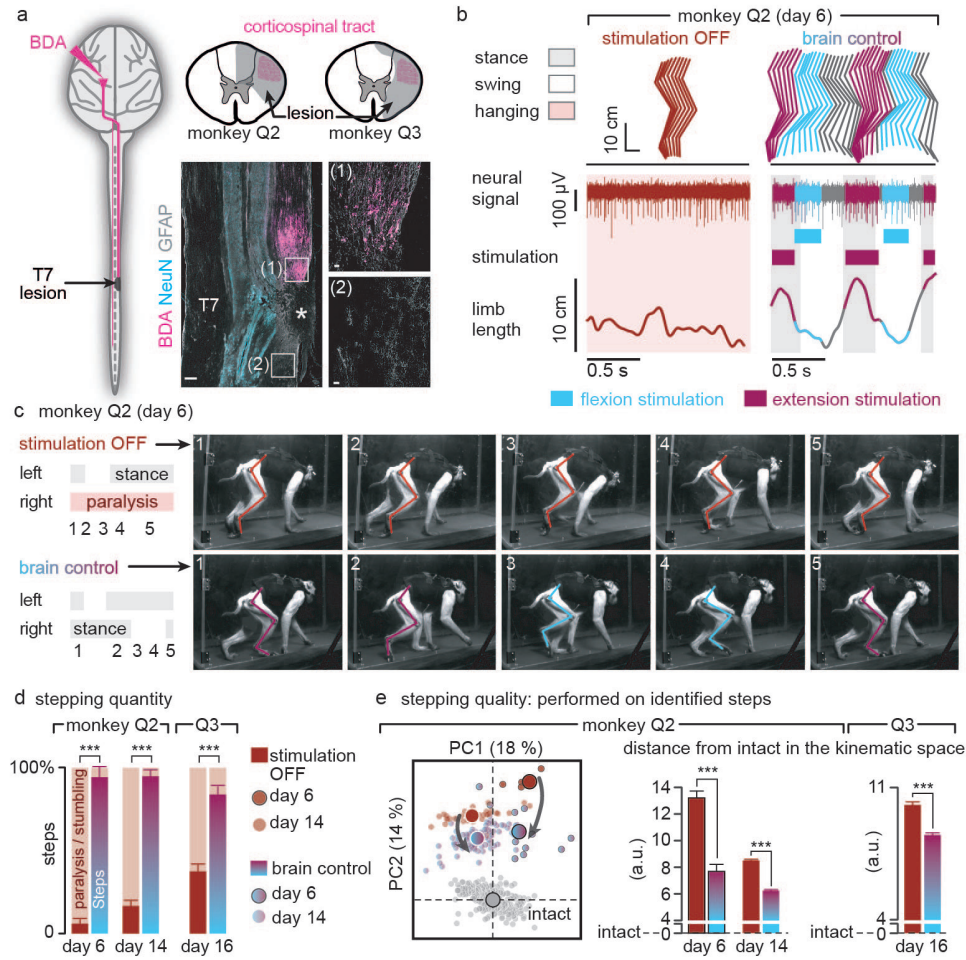 a
BDA
corticospinal tract
lesion
monkey Q2
monkey Q3
T7
lesion
BDA NeuN GFAP
T7
(1)
(2)
*
(1)
(2)
b
monkey Q2 (day 6)
stimulation OFF
brain control
stance
swing
hanging
10 cm
neural
signal
100 µV
stimulation
limb
length
10 cm
0.5 s
0.5 s
flexion stimulation
extension stimulation
c monkey Q2 (day 6)
stimulation OFF
left
stance
right
paralysis
1 2 3 4 5
1
2
3
4
5
brain control
left
right
stance
1 2 3 4 5
1
2
3
4
5
d stepping quantity
monkey Q2
Q3
***
***
***
100%
steps
0
paralysis / stumbling
Steps
day 6
day 14
day 16
stimulation
OFF
day 6
day 14
brain control
day 6
day 14
e stepping quality: performed on identified steps
monkey Q2
Q3
PC1 (18 %)
PC2 (14 %)
intact
distance from intact in the kinematic space
(a.u.)
14
12
10
8
6
4
0
intact
***
***
day 6
day 14
(a.u.)
11
4
0
intact
***
day 16